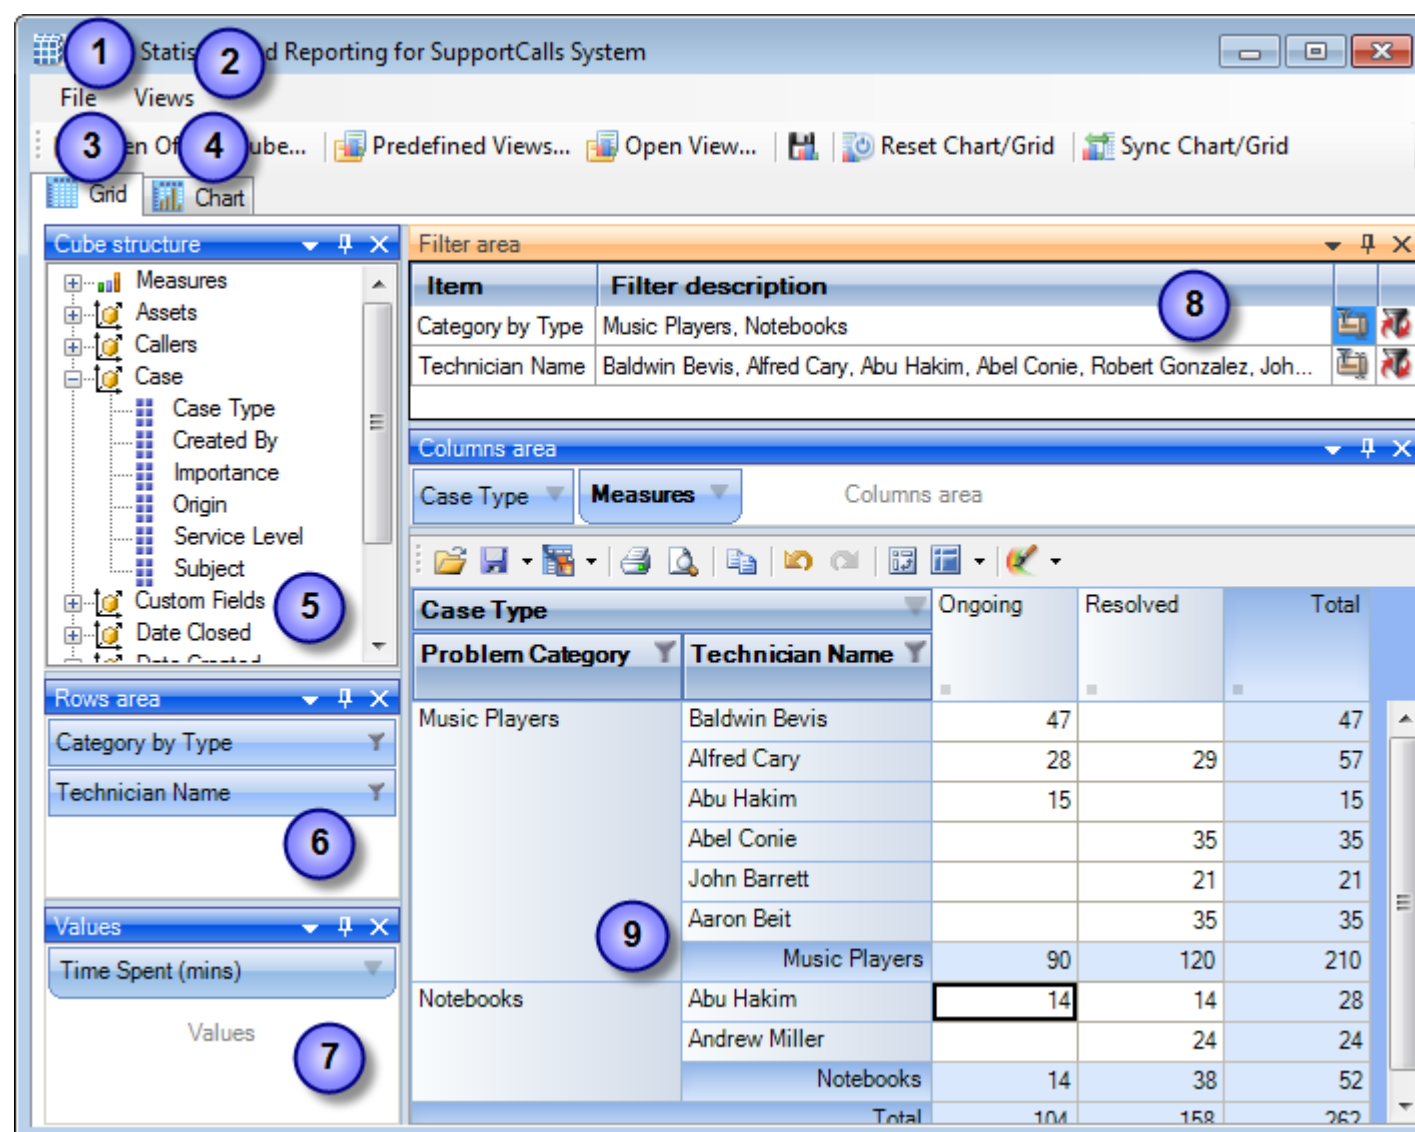 1 Statis 2 d Reporting for SupportCalls System
File Views
3 en Of 4 ube... Predefined Views... Open View... Reset Chart/Grid Sync Chart/Grid
Grid Chart
Cube structure
Measures
Assets
Callers
Case
Case Type
Created By
Importance
Origin
Service Level
Subject
Custom Fields 5
Date Closed
Date Created
Rows area
Category by Type
Technician Name
6
Values
Time Spent (mins)
Values
7
Filter area
Item Filter description
8
Category by Type Music Players, Notebooks
Technician Name Baldwin Bevis, Alfred Cary, Abu Hakim, Abel Conie, Robert Gonzalez, Joh...
Columns area
Case Type Measures Columns area
Case Type Ongoing Resolved Total
Problem Category Technician Name
Music Players Baldwin Bevis 47 47
Alfred Cary 28 29 57
Abu Hakim 15 15
Abel Conie 35 35
John Barrett 21 21
Aaron Beit 35 35
9
Music Players 90 120 210
Notebooks Abu Hakim 14 14 28
Andrew Miller 24 24
Notebooks 14 38 52
Total 104 158 262